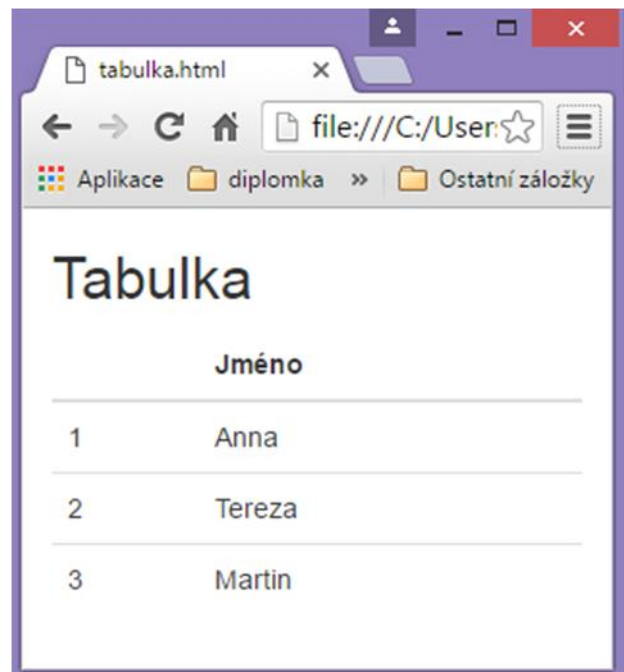 tabulka.html
file:///C:/User
Aplikace diplomka » Ostatní záložky
Tabulka
Jméno
1 Anna
2 Tereza
3 Martin